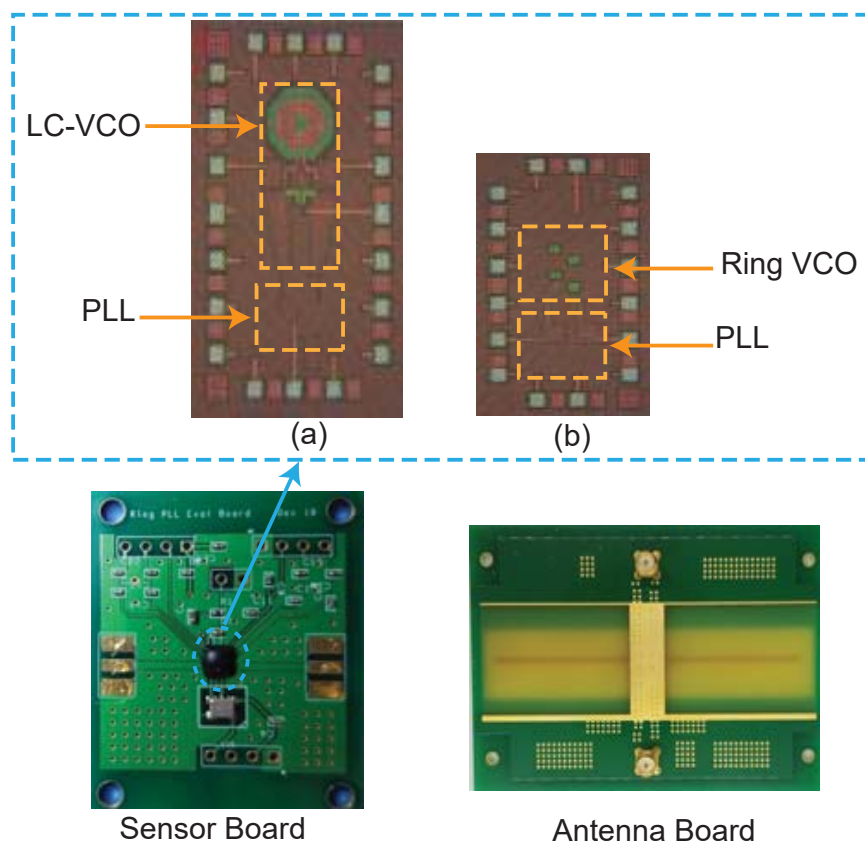 LC-VCO
PLL
(a)
Ring VCO
PLL
(b)
Ring PLL Eval Board
Sensor Board
Antenna Board